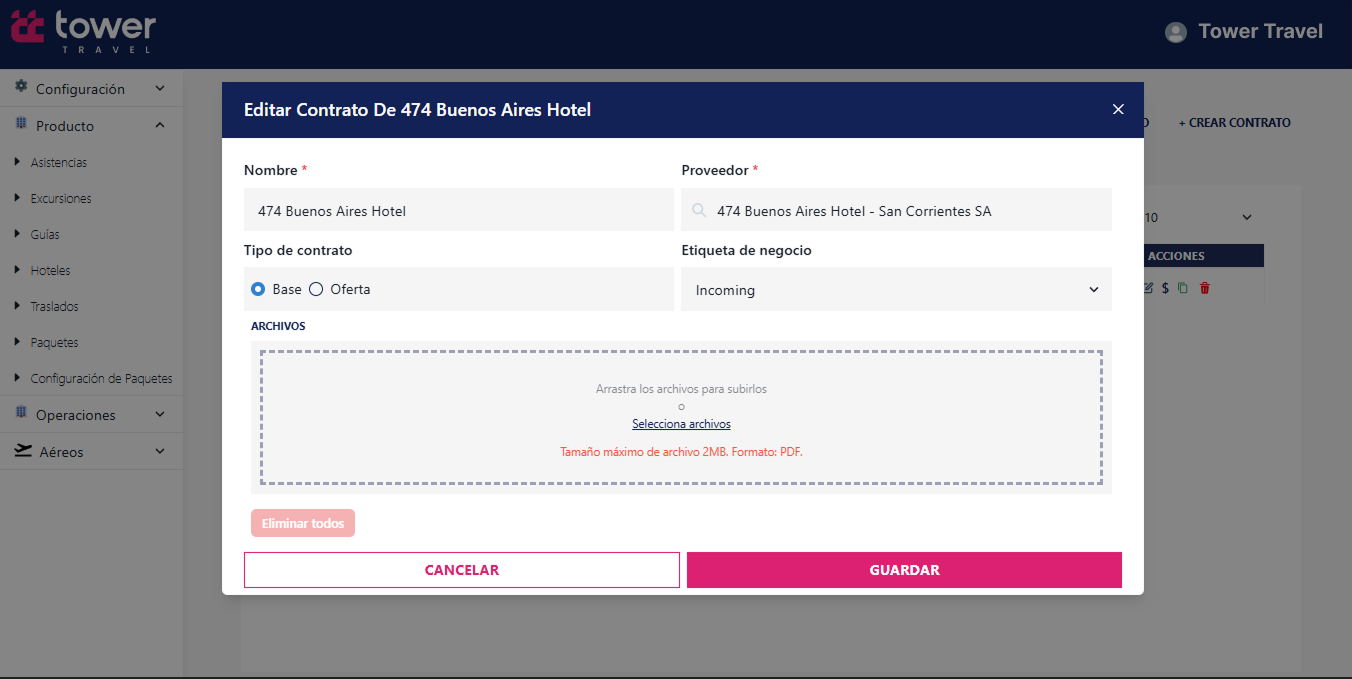 tower
TRAVEL
Tower Travel
Configuración
Producto
Asistencias
Excursiones
Guías
Hoteles
Traslados
Paquetes
Configuración de Paquetes
Operaciones
Aéreos
+ CREAR CONTRATO
10
ACCIONES
$
Editar Contrato De 474 Buenos Aires Hotel
Nombre *
Proveedor *
474 Buenos Aires Hotel
474 Buenos Aires Hotel - San Corrientes SA
Tipo de contrato
Etiqueta de negocio
Base Oferta
Incoming
ARCHIVOS
Arrastra los archivos para subirlos
o
Selecciona archivos
Tamaño máximo de archivo 2MB. Formato: PDF.
Eliminar todos
CANCELAR
GUARDAR